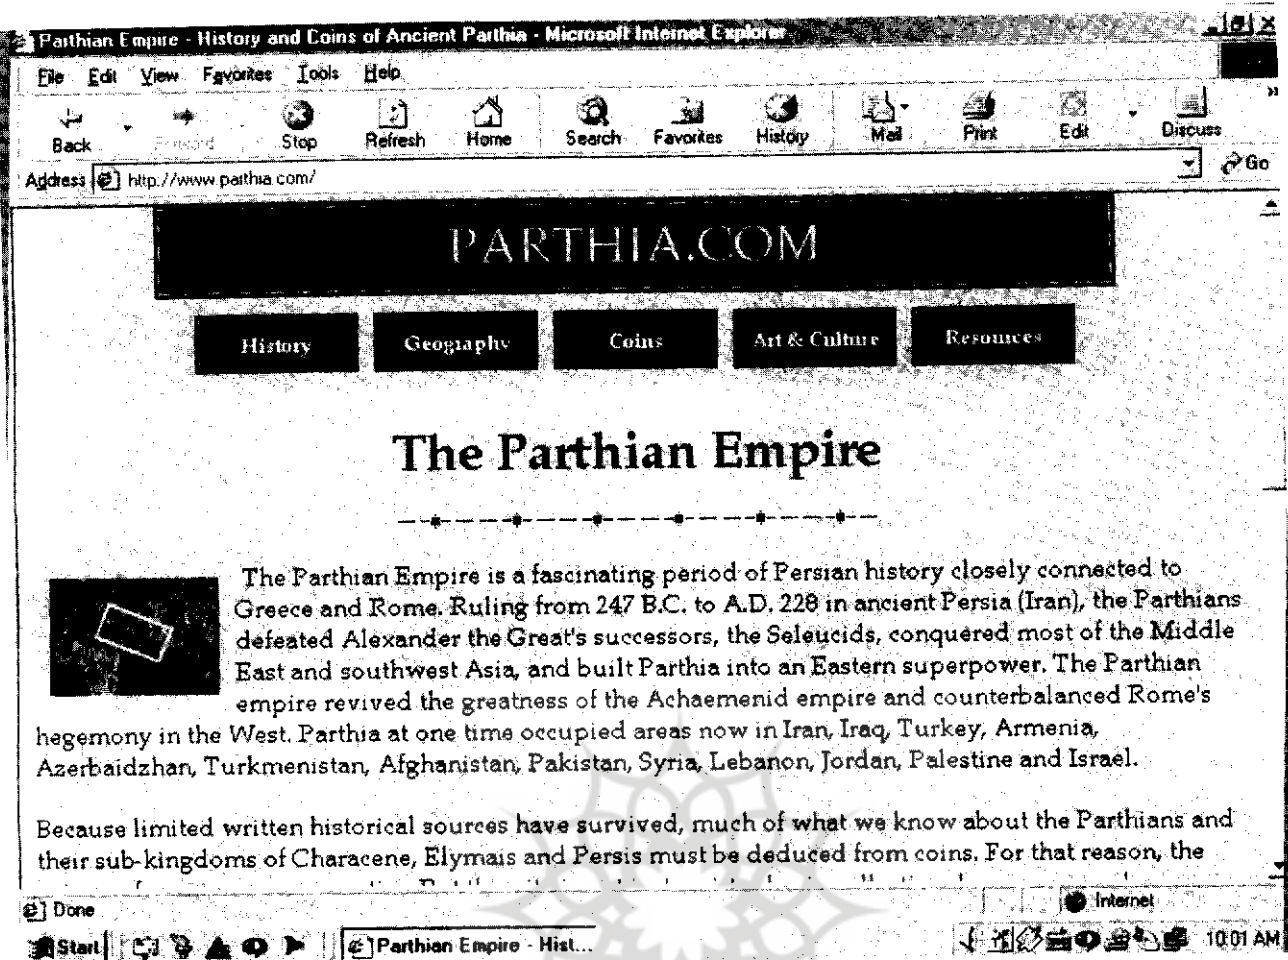 Parthian Empire - History and Coins of Ancient Parthia - Microsoft Internet Explorer
File Edit View Favorites Tools Help
Back Forward Stop Refresh Home Search Favorites History Mail Print Edit Discuss
Address http://www.parthia.com/ Go
PARTHIA.COM
History Geography Coins Art & Culture Resources
The Parthian Empire
The Parthian Empire is a fascinating period of Persian history closely connected to
Greece and Rome. Ruling from 247 B.C. to A.D. 228 in ancient Persia (Iran), the Parthians
defeated Alexander the Great's successors, the Seleucids, conquered most of the Middle
East and southwest Asia, and built Parthia into an Eastern superpower. The Parthian
empire revived the greatness of the Achaemenid empire and counterbalanced Rome's
hegemony in the West. Parthia at one time occupied areas now in Iran, Iraq, Turkey, Armenia,
Azerbaidzhan, Turkmenistan, Afghanistan, Pakistan, Syria, Lebanon, Jordan, Palestine and Israel.
Because limited written historical sources have survived, much of what we know about the Parthians and
their sub-kingdoms of Characene, Elymais and Persis must be deduced from coins. For that reason, the
Done Internet
Start Parthian Empire - Hist... 10:01 AM